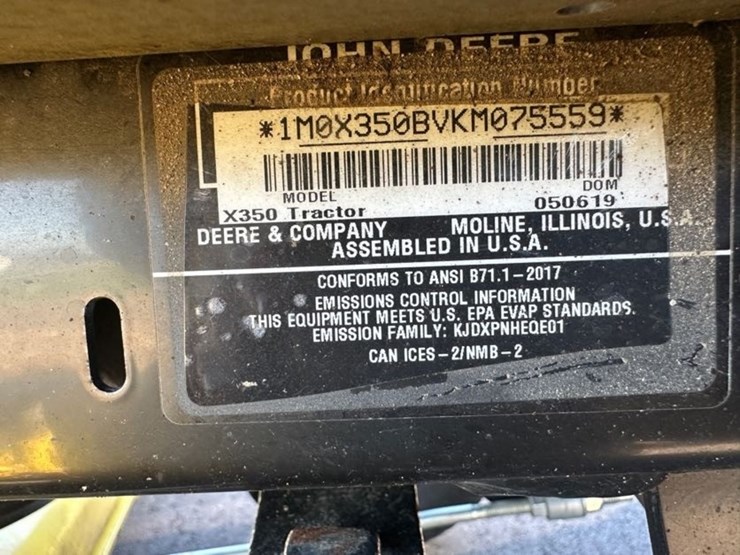 JOHN DEERE
Product Identification Number
*1M0X350BVKM075559*
MODEL DOM
X350 Tractor 050619
DEERE & COMPANY MOLINE, ILLINOIS, U.S.A.
ASSEMBLED IN U.S.A.
CONFORMS TO ANSI B71.1-2017
EMISSIONS CONTROL INFORMATION
THIS EQUIPMENT MEETS U.S. EPA EVAP STANDARDS.
EMISSION FAMILY: KJDXPNHEQE01
CAN ICES-2/NMB-2